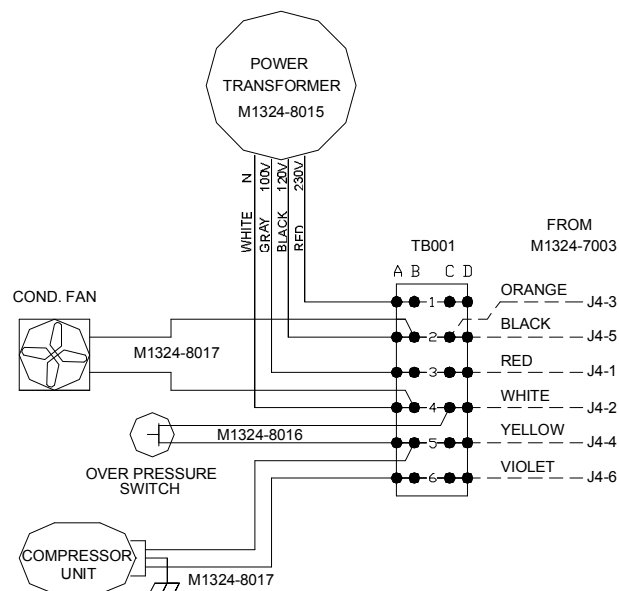 POWER
TRANSFORMER
M1324-8015
N
100V
120V
230V
WHITE
GRAY
BLACK
RED
FROM
M1324-7003
TB001
A B C D
1
ORANGE
J4-3
COND. FAN
2
BLACK
J4-5
M1324-8017
3
RED
J4-1
4
WHITE
J4-2
M1324-8016
5
YELLOW
J4-4
OVER PRESSURE
SWITCH
6
VIOLET
J4-6
COMPRESSOR
UNIT
M1324-8017